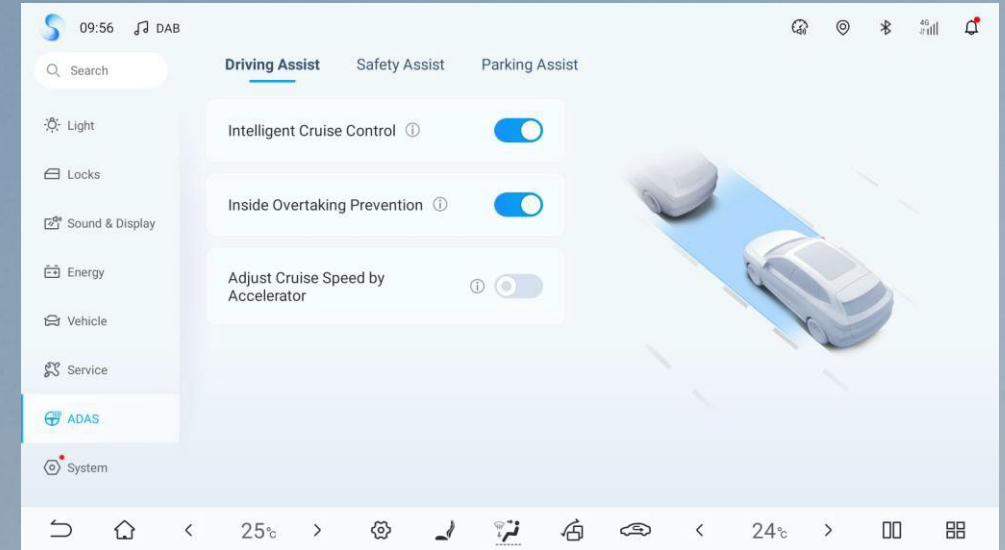 09:56 DAB
4G
Search
Driving Assist Safety Assist Parking Assist
Light
Intelligent Cruise Control
Locks
Inside Overtaking Prevention
Sound & Display
Energy
Adjust Cruise Speed by
Accelerator
Vehicle
Service
ADAS
System
25°C
24°C